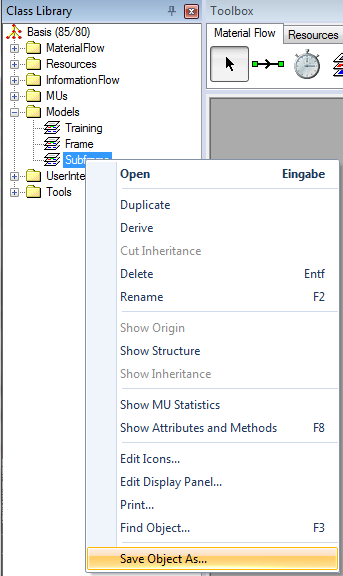 Class Library
Toolbox
Basis (85/80)
MaterialFlow
Resources
InformationFlow
MUs
Models
Training
Frame
Subframe
UserInte
Tools
Material Flow
Resources
Open Eingabe
Duplicate
Derive
Cut Inheritance
Delete Entf
Rename F2
Show Origin
Show Structure
Show Inheritance
Show MU Statistics
Show Attributes and Methods F8
Edit Icons...
Edit Display Panel...
Print...
Find Object... F3
Save Object As...